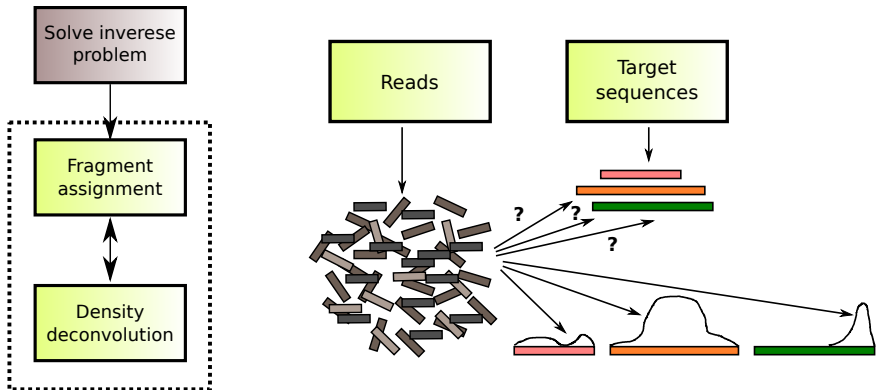 Solve inverese
problem
Fragment
assignment
Density
deconvolution
Reads
Target
sequences
?
?
?